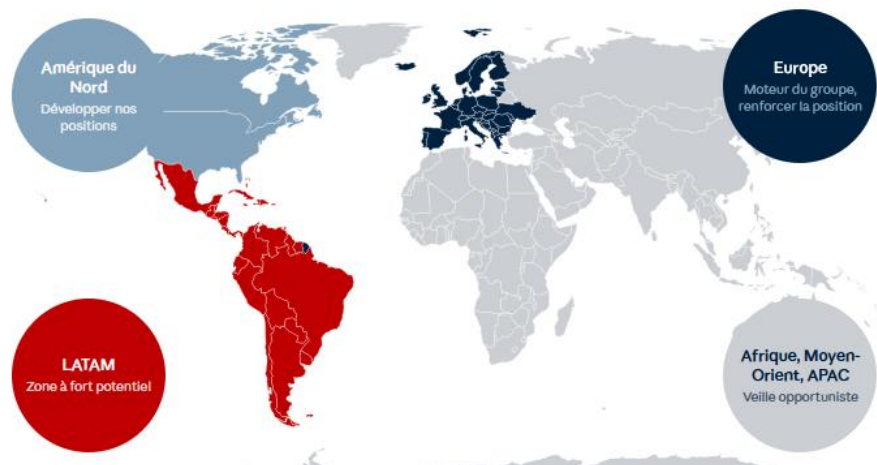 Amérique du
Nord
Développer nos
positions
Europe
Moteur du groupe,
renforcer la position
LATAM
Zone à fort potentiel
Afrique, Moyen-
Orient, APAC
Veille opportuniste